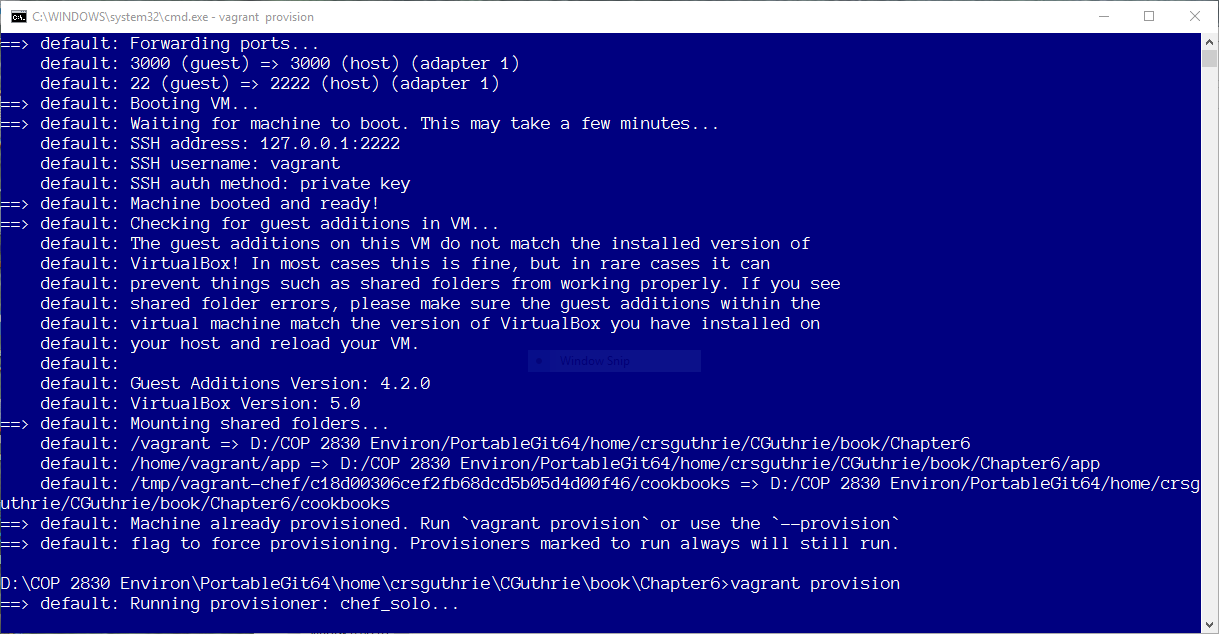 C:\WINDOWS\system32\cmd.exe - vagrant  provision
==> default: Forwarding ports...
    default: 3000 (guest) => 3000 (host) (adapter 1)
    default: 22 (guest) => 2222 (host) (adapter 1)
==> default: Booting VM...
==> default: Waiting for machine to boot. This may take a few minutes...
    default: SSH address: 127.0.0.1:2222
    default: SSH username: vagrant
    default: SSH auth method: private key
==> default: Machine booted and ready!
==> default: Checking for guest additions in VM...
    default: The guest additions on this VM do not match the installed version of
    default: VirtualBox! In most cases this is fine, but in rare cases it can
    default: prevent things such as shared folders from working properly. If you see
    default: shared folder errors, please make sure the guest additions within the
    default: virtual machine match the version of VirtualBox you have installed on
    default: your host and reload your VM.
Window Snip
    default:
    default: Guest Additions Version: 4.2.0
    default: VirtualBox Version: 5.0
==> default: Mounting shared folders...
    default: /vagrant => D:/COP 2830 Environ/PortableGit64/home/crsguthrie/CGuthrie/book/Chapter6
    default: /home/vagrant/app => D:/COP 2830 Environ/PortableGit64/home/crsguthrie/CGuthrie/book/Chapter6/app
    default: /tmp/vagrant-chef/c18d00306cef2fb68dcd5b05d4d00f46/cookbooks => D:/COP 2830 Environ/PortableGit64/home/crsg
uthrie/CGuthrie/book/Chapter6/cookbooks
==> default: Machine already provisioned. Run `vagrant provision` or use the `--provision`
==> default: flag to force provisioning. Provisioners marked to run always will still run.
D:\COP 2830 Environ\PortableGit64\home\crsguthrie\CGuthrie\book\Chapter6>vagrant provision
==> default: Running provisioner: chef_solo...